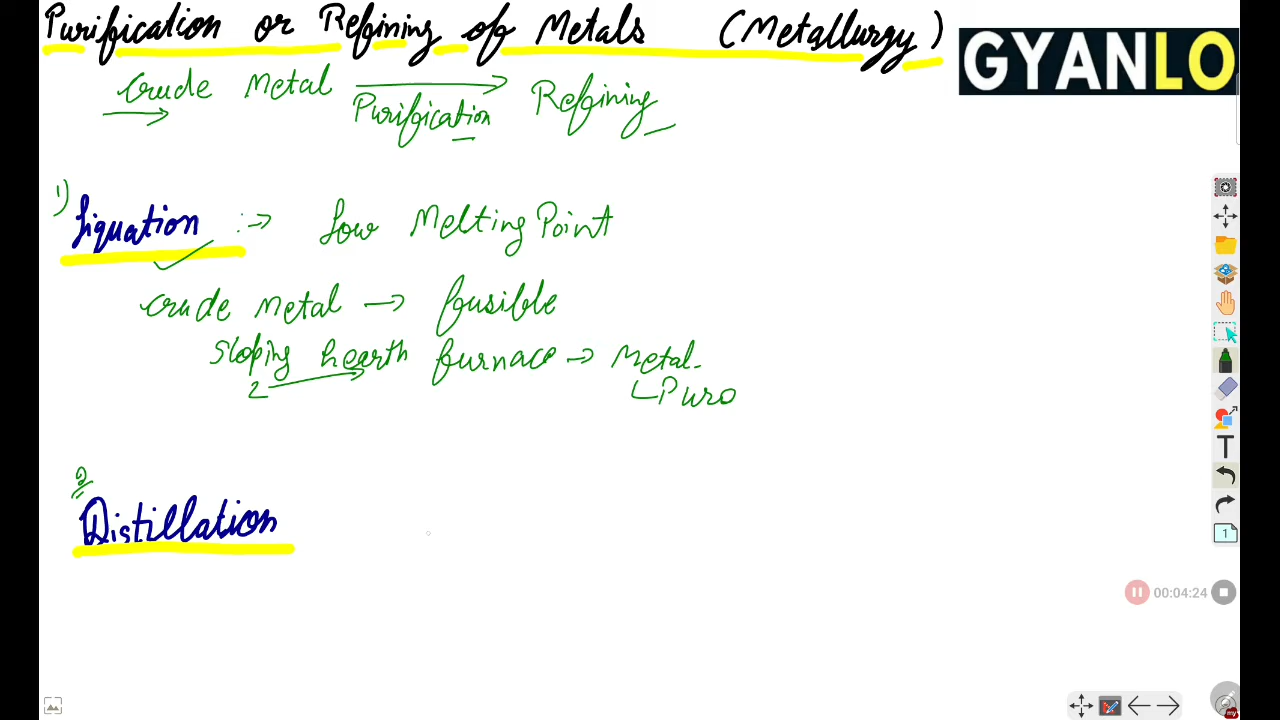 Purification or Refining of Metals (Metallurgy)
GYANLO
Crude Metal → Refining
Purification
1)
Liquation :→ Low Melting Point
Crude Metal → fusible
Sloping hearth furnace → Metal.
Pure
2
Distillation
T
1
00:04:24